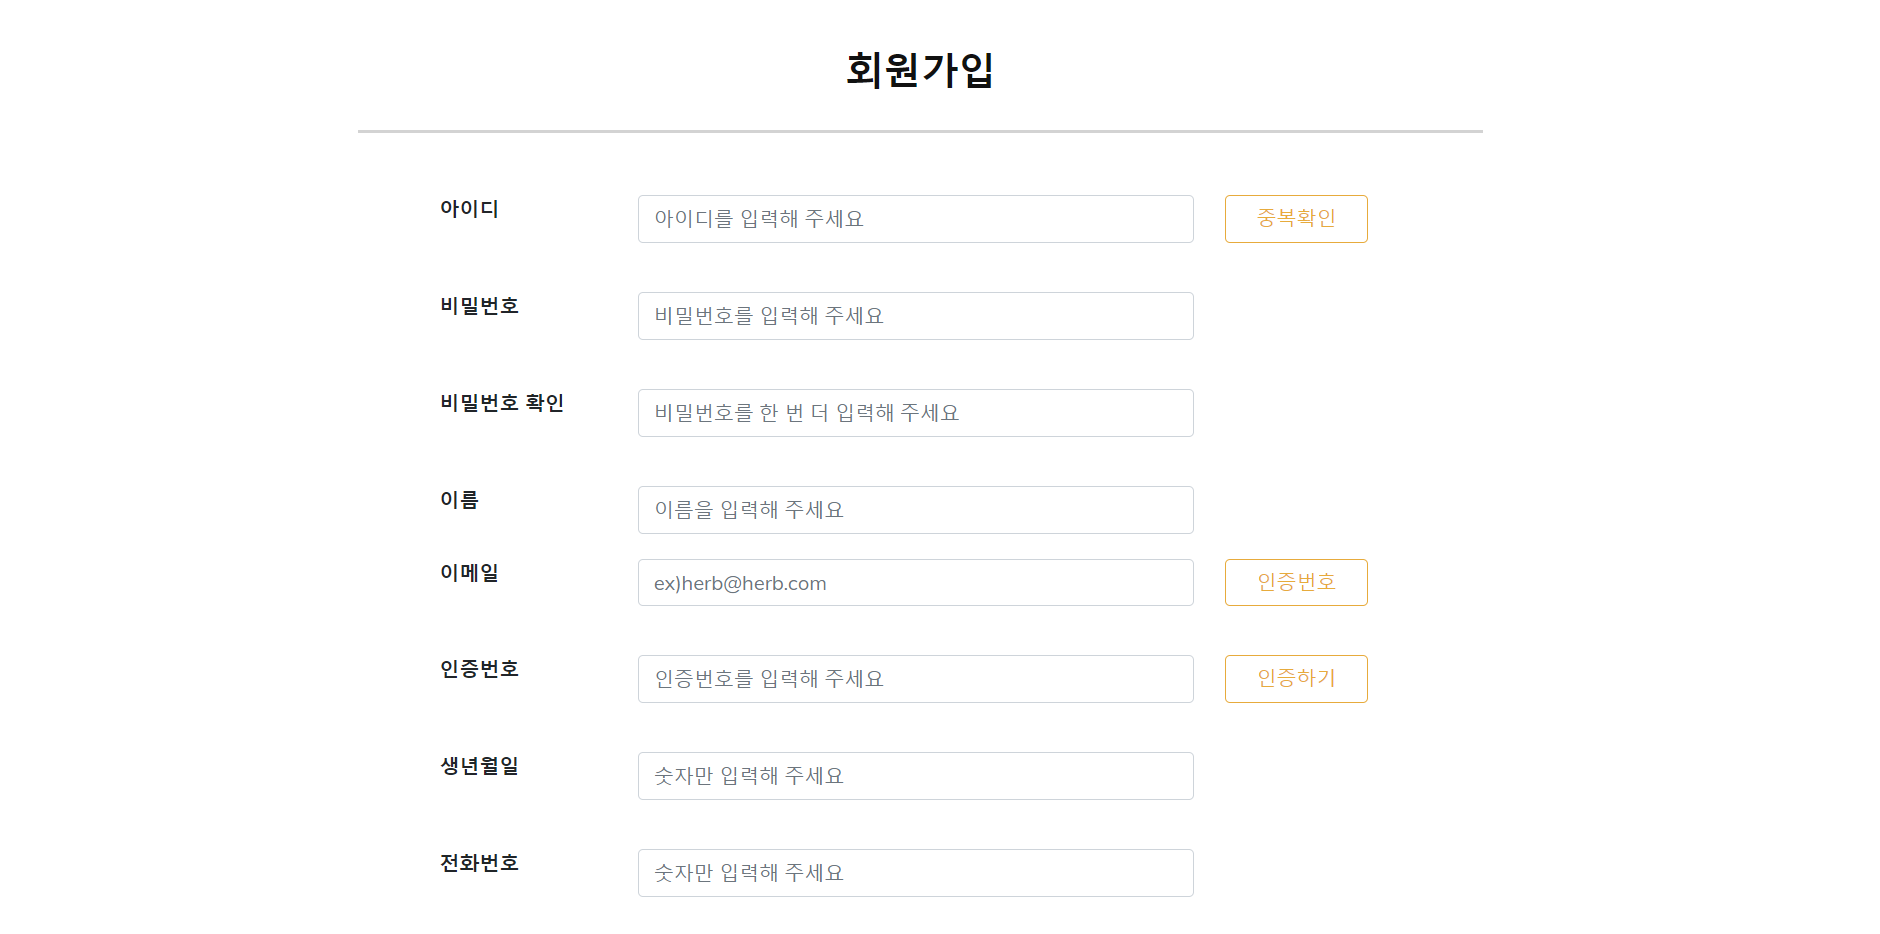 회원가입
아이디 아이디를 입력해 주세요 중복확인
비밀번호 비밀번호를 입력해 주세요
비밀번호 확인 비밀번호를 한 번 더 입력해 주세요
이름 이름을 입력해 주세요
이메일 ex)herb@herb.com 인증번호
인증번호 인증번호를 입력해 주세요 인증하기
생년월일 숫자만 입력해 주세요
전화번호 숫자만 입력해 주세요